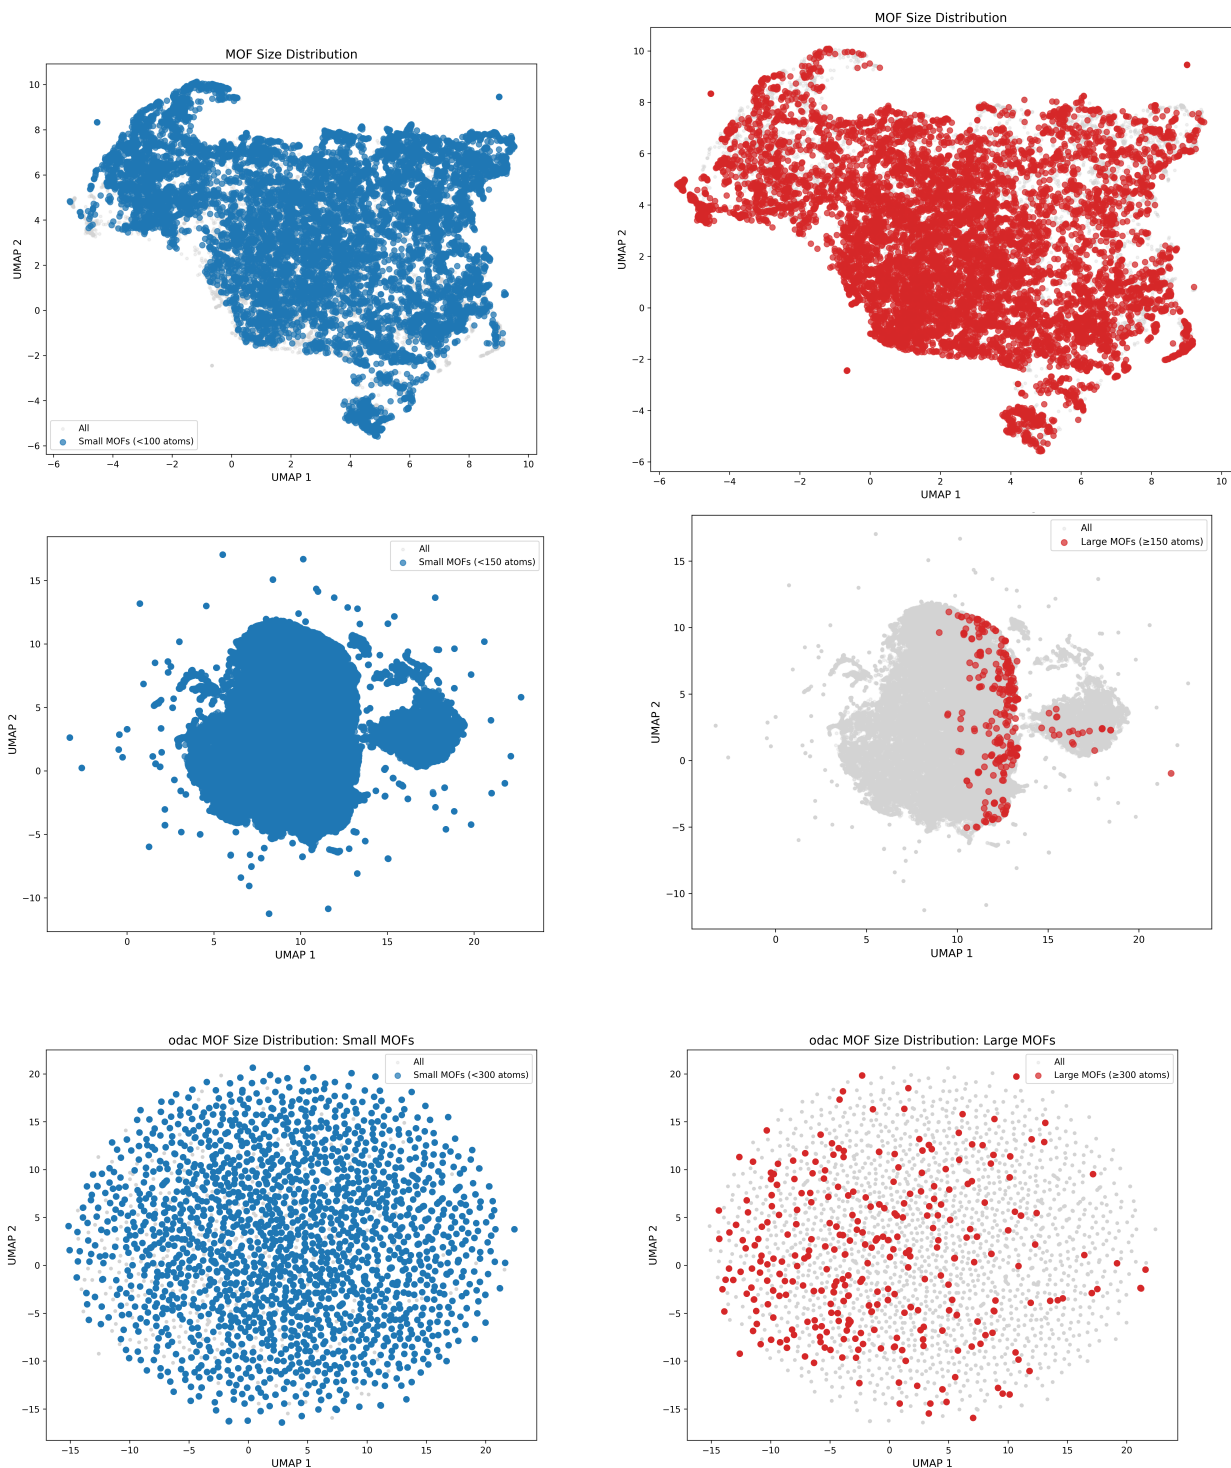 MOF Size Distribution
10
8
6
4
2
0
−2
−4
−6
UMAP 2
All
Small MOFs (<100 atoms)
−6 −4 −2 0 2 4 6 8 10
UMAP 1
MOF Size Distribution
10
8
6
4
2
0
−2
−4
−6
UMAP 2
−6 −4 −2 0 2 4 6 8 10
UMAP 1
All
Small MOFs (<150 atoms)
15
10
5
0
−5
−10
UMAP 2
0 5 10 15 20
UMAP 1
All
Large MOFs (≥150 atoms)
15
10
5
0
−5
−10
UMAP 2
0 5 10 15 20
UMAP 1
odac MOF Size Distribution: Small MOFs
All
Small MOFs (<300 atoms)
20
15
10
5
0
−5
−10
−15
UMAP 2
−15 −10 −5 0 5 10 15 20
UMAP 1
odac MOF Size Distribution: Large MOFs
All
Large MOFs (≥300 atoms)
20
15
10
5
0
−5
−10
−15
UMAP 2
−15 −10 −5 0 5 10 15 20
UMAP 1